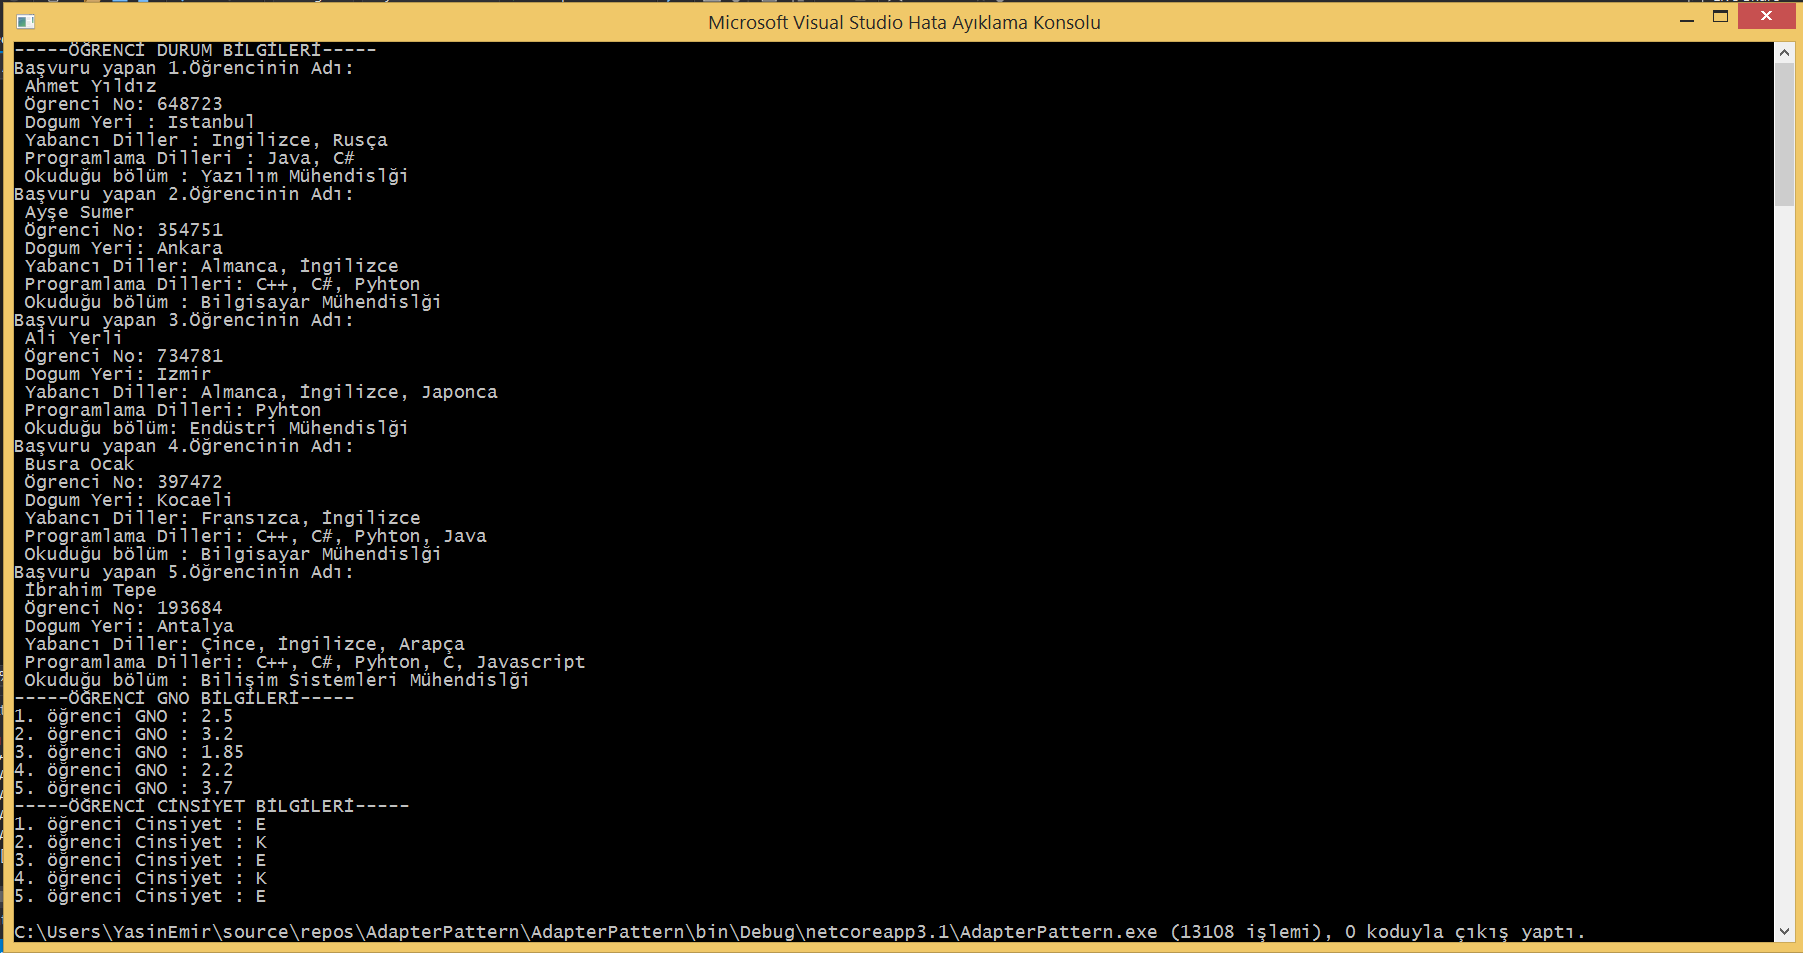 Microsoft Visual Studio Hata Ayıklama Konsolu
-----ÖĞRENCİ DURUM BİLGİLERİ-----
Başvuru yapan 1.Öğrencinin Adı:
Ahmet Yıldız
Ögrenci No: 648723
Dogum Yeri : Istanbul
Yabancı Diller : Ingilizce, Rusça
Programlama Dilleri : Java, C#
Okuduğu bölüm : Yazılım Mühendislği
Başvuru yapan 2.Öğrencinin Adı:
Ayşe Sumer
Ögrenci No: 354751
Dogum Yeri: Ankara
Yabancı Diller: Almanca, İngilizce
Programlama Dilleri: C++, C#, Pyhton
Okuduğu bölüm : Bilgisayar Mühendislği
Başvuru yapan 3.Öğrencinin Adı:
Ali Yerli
Ögrenci No: 734781
Dogum Yeri: Izmir
Yabancı Diller: Almanca, İngilizce, Japonca
Programlama Dilleri: Pyhton
Okuduğu bölüm: Endüstri Mühendislği
Başvuru yapan 4.Öğrencinin Adı:
Busra Ocak
Ögrenci No: 397472
Dogum Yeri: Kocaeli
Yabancı Diller: Fransızca, İngilizce
Programlama Dilleri: C++, C#, Pyhton, Java
Okuduğu bölüm : Bilgisayar Mühendislği
Başvuru yapan 5.Öğrencinin Adı:
İbrahim Tepe
Ögrenci No: 193684
Dogum Yeri: Antalya
Yabancı Diller: Çince, İngilizce, Arapça
Programlama Dilleri: C++, C#, Pyhton, C, Javascript
Okuduğu bölüm : Bilişim Sistemleri Mühendislği
-----ÖĞRENCİ GNO BİLGİLERİ-----
1. öğrenci GNO : 2.5
2. öğrenci GNO : 3.2
3. öğrenci GNO : 1.85
4. öğrenci GNO : 2.2
5. öğrenci GNO : 3.7
-----ÖĞRENCİ CİNSİYET BİLGİLERİ-----
1. öğrenci Cinsiyet : E
2. öğrenci Cinsiyet : K
3. öğrenci Cinsiyet : E
4. öğrenci Cinsiyet : K
5. öğrenci Cinsiyet : E
C:\Users\YasinEmir\source\repos\AdapterPattern\AdapterPattern\bin\Debug\netcoreapp3.1\AdapterPattern.exe (13108 işlemi), 0 koduyla çıkış yaptı.